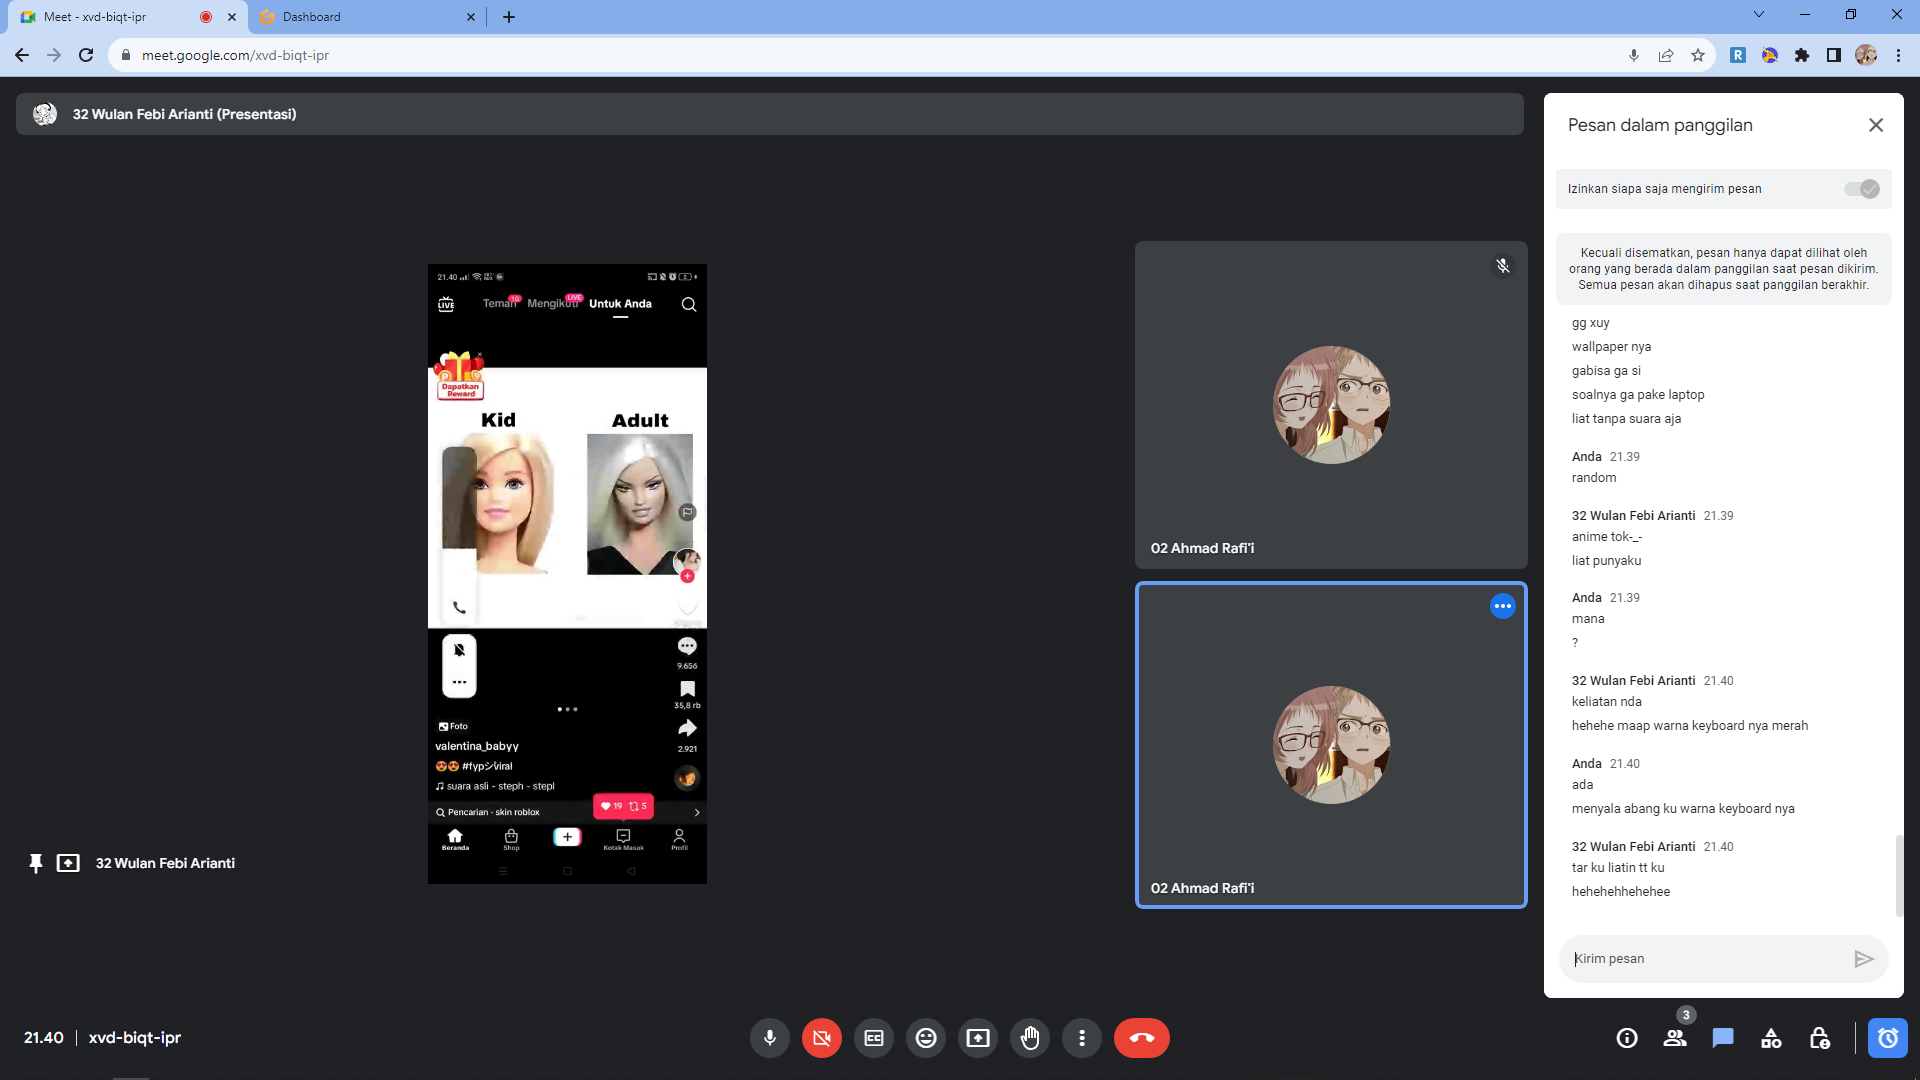 Meet - xvd-biqt-ipr
Dashboard
meet.google.com/xvd-biqt-ipr
32 Wulan Febi Arianti (Presentasi)
21.40
LIVE
Teman
10
Mengikuti
LIVE
Untuk Anda
Dapatkan
Reward
Kid
Adult
9.656
35,8 rb
2.921
Foto
valentina_babyy
😍😍 #fypシ゚viral
suara asli - steph - stepl
19
5
Pencarian - skin roblox
Beranda
Shop
Kotak Masuk
Profil
32 Wulan Febi Arianti
02 Ahmad Rafi'i
02 Ahmad Rafi'i
Pesan dalam panggilan
Izinkan siapa saja mengirim pesan
Kecuali disematkan, pesan hanya dapat dilihat oleh
orang yang berada dalam panggilan saat pesan dikirim.
Semua pesan akan dihapus saat panggilan berakhir.
gg xuy
wallpaper nya
gabisa ga si
soalnya ga pake laptop
liat tanpa suara aja
Anda 21.39
random
32 Wulan Febi Arianti 21.39
anime tok-_-
liat punyaku
Anda 21.39
mana
?
32 Wulan Febi Arianti 21.40
keliatan nda
hehehe maap warna keyboard nya merah
Anda 21.40
ada
menyala abang ku warna keyboard nya
32 Wulan Febi Arianti 21.40
tar ku liatin tt ku
hehehehhehehee
Kirim pesan
21.40 | xvd-biqt-ipr
3